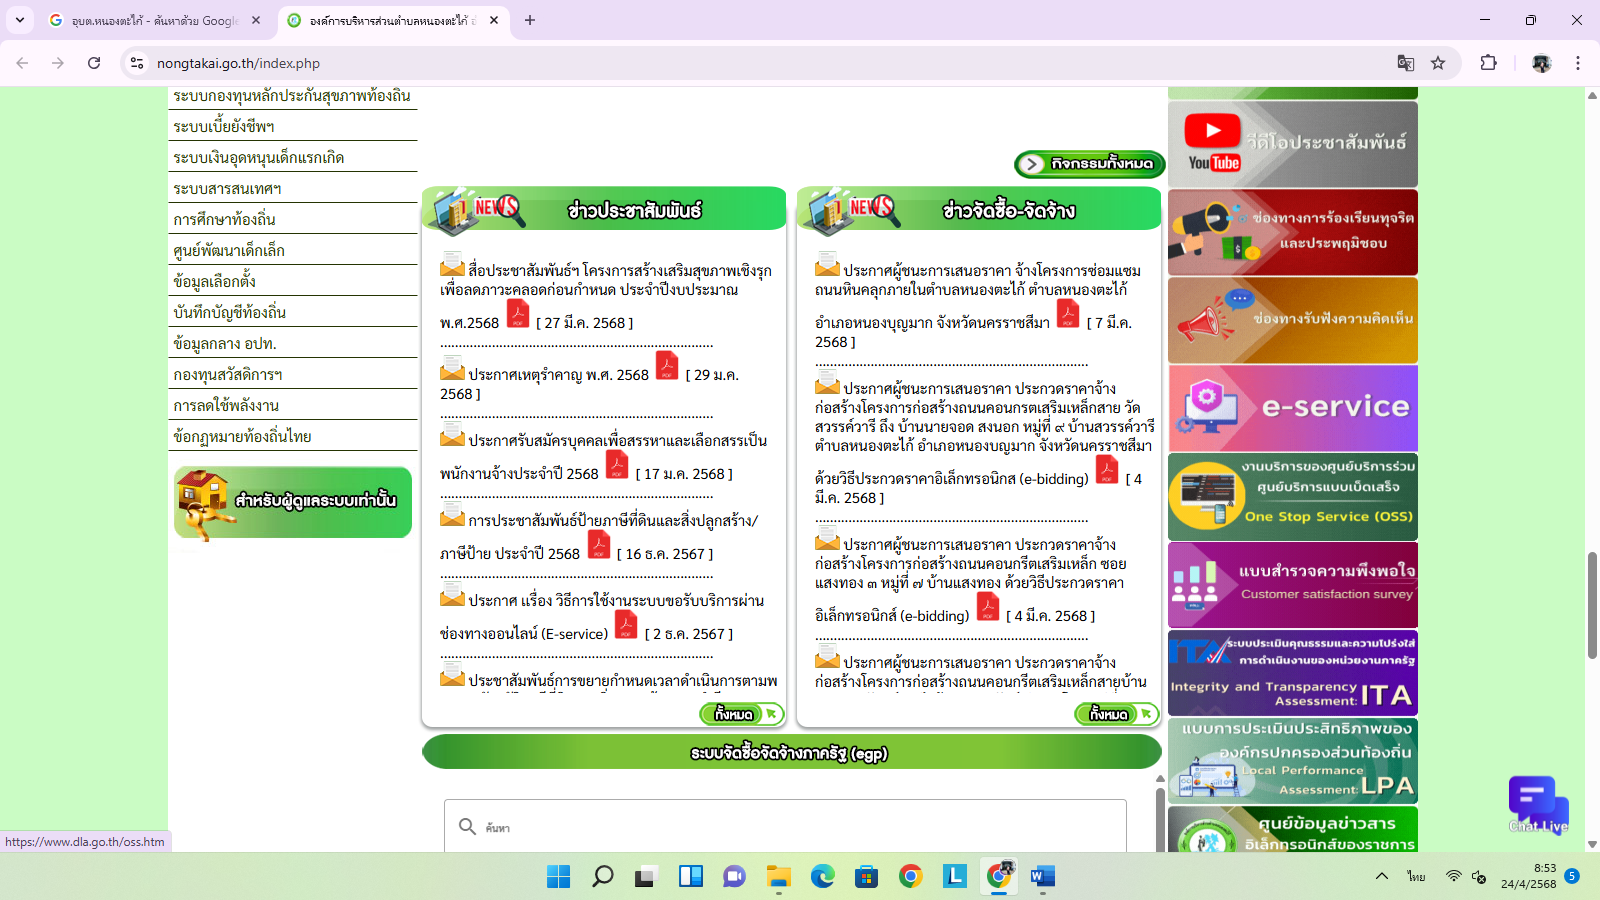 อบต.หนองตะไก้ - ค้นหาด้วย Google
องค์การบริหารส่วนตำบลหนองตะไก้ อำ
nongtakai.go.th/index.php
ระบบกองทุนหลักประกันสุขภาพท้องถิ่น
ระบบเบี้ยยังชีพฯ
ระบบเงินอุดหนุนเด็กแรกเกิด
ระบบสารสนเทศฯ
การศึกษาท้องถิ่น
ศูนย์พัฒนาเด็กเล็ก
ข้อมูลเลือกตั้ง
บันทึกบัญชีท้องถิ่น
ข้อมูลกลาง อปท.
กองทุนสวัสดิการฯ
การลดใช้พลังงาน
ข้อกฎหมายท้องถิ่นไทย
สำหรับผู้ดูแลระบบเท่านั้น
กิจกรรมทั้งหมด
NEWS ข่าวประชาสัมพันธ์
สื่อประชาสัมพันธ์ฯ โครงการสร้างเสริมสุขภาพเชิงรุก
เพื่อลดภาวะคลอดก่อนกำหนด ประจำปีงบประมาณ
พ.ศ.2568 PDF [ 27 มี.ค. 2568 ]
ประกาศเหตุรำคาญ พ.ศ. 2568 PDF [ 29 ม.ค.
2568 ]
ประกาศรับสมัครบุคคลเพื่อสรรหาและเลือกสรรเป็น
พนักงานจ้างประจำปี 2568 PDF [ 17 ม.ค. 2568 ]
การประชาสัมพันธ์ป้ายภาษีที่ดินและสิ่งปลูกสร้าง/
ภาษีป้าย ประจำปี 2568 PDF [ 16 ธ.ค. 2567 ]
ประกาศ แรื่อง วิธีการใช้งานระบบขอรับบริการผ่าน
ช่องทางออนไลน์ (E-service) PDF [ 2 ธ.ค. 2567 ]
ประชาสัมพันธ์การขยายกำหนดเวลาดำเนินการตามพ
ทั้งหมด
NEWS ข่าวจัดซื้อ-จัดจ้าง
ประกาศผู้ชนะการเสนอราคา จ้างโครงการซ่อมแซม
ถนนหินคลุกภายในตำบลหนองตะไก้ ตำบลหนองตะไก้
อำเภอหนองบุญมาก จังหวัดนครราชสีมา PDF [ 7 มี.ค.
2568 ]
ประกาศผู้ชนะการเสนอราคา ประกวดราคาจ้าง
ก่อสร้างโครงการก่อสร้างถนนคอนกรตเสริมเหล็กสาย วัด
สวรรค์วารี ถึง บ้านนายจอด สงนอก หมู่ที่ ๙ บ้านสวรรค์วารี
ตำบลหนองตะไก้ อำเภอหนองบุญมาก จังหวัดนครราชสีมา
ด้วยวิธีประกวดราคาอิเล็กทรอนิกส (e-bidding) PDF [ 4
มี.ค. 2568 ]
ประกาศผู้ชนะการเสนอราคา ประกวดราคาจ้าง
ก่อสร้างโครงการก่อสร้างถนนคอนกรีตเสริมเหล็ก ซอย
แสงทอง ๓ หมู่ที่ ๗ บ้านแสงทอง ด้วยวิธีประกวดราคา
อิเล็กทรอนิกส์ (e-bidding) PDF [ 4 มี.ค. 2568 ]
ประกาศผู้ชนะการเสนอราคา ประกวดราคาจ้าง
ก่อสร้างโครงการก่อสร้างถนนคอนกรีตเสริมเหล็กสายบ้าน
ทั้งหมด
ระบบจัดซื้อจัดจ้างภาครัฐ (egp)
ค้นหา
YouTube วีดีโอประชาสัมพันธ์
ช่องทางการร้องเรียนทุจริต
และประพฤมิชอบ
ช่องทางรับฟังความคิดเห็น
e-service
งานบริการของศูนย์บริการร่วม
ศูนย์บริการแบบเบ็ดเสร็จ
One Stop Service (OSS)
แบบสำรวจความพึงพอใจ
Customer satisfaction survey
ITA ระบบประเมินคุณธรรมและความโปร่งใส่
การดำเนินงานของหน่วยงานภาครัฐ
Integrity and Transparency
Assessment: ITA
แบบการประเมินประสิทธิภาพของ
องค์กรปกครองส่วนท้องถิ่น
Local Performance
Assessment: LPA
ศูนย์ข้อมูลข่าวสาร
อิเล็กทรอนิกส์ของราชการ
Chat Live
https://www.dla.go.th/oss.htm
ไทย
8:53
24/4/2568
5